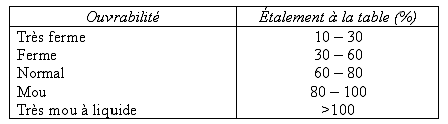 Ouvrabilité Étalement à la table (%)
Très ferme 10 – 30
Ferme 30 – 60
Normal 60 – 80
Mou 80 – 100
Très mou à liquide >100